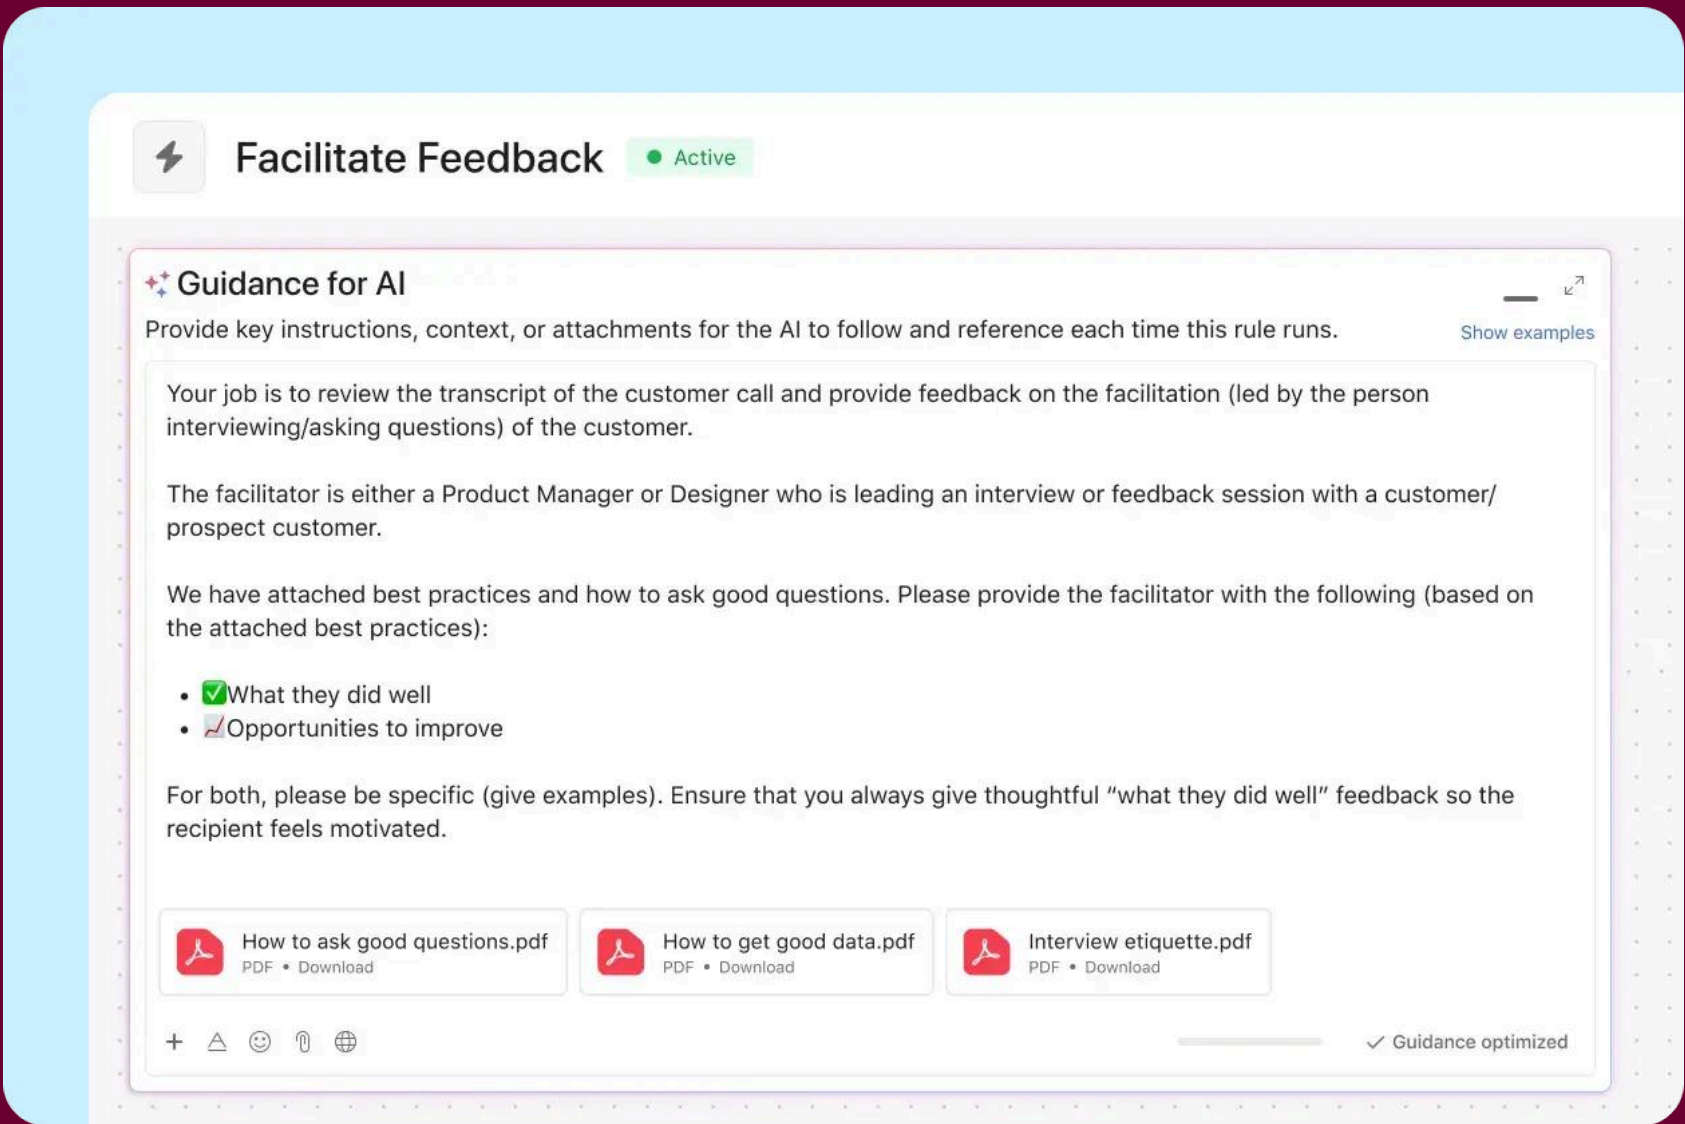 Facilitate Feedback
Active
Guidance for AI
Provide key instructions, context, or attachments for the AI to follow and reference each time this rule runs.
Show examples
Your job is to review the transcript of the customer call and provide feedback on the facilitation (led by the person
interviewing/asking questions) of the customer.
The facilitator is either a Product Manager or Designer who is leading an interview or feedback session with a customer/
prospect customer.
We have attached best practices and how to ask good questions. Please provide the facilitator with the following (based on
the attached best practices):
• ✅What they did well
• 📈Opportunities to improve
For both, please be specific (give examples). Ensure that you always give thoughtful “what they did well” feedback so the
recipient feels motivated.
How to ask good questions.pdf
PDF • Download
How to get good data.pdf
PDF • Download
Interview etiquette.pdf
PDF • Download
Guidance optimized